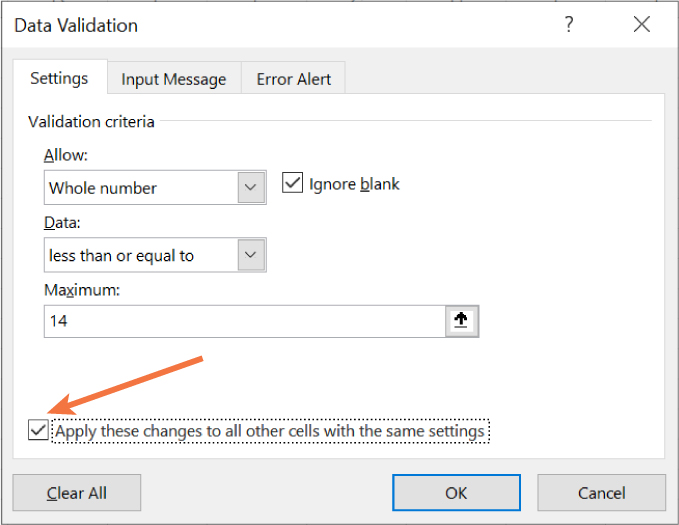 Data Validation ?
Settings Input Message Error Alert
Validation criteria
Allow:
Whole number Ignore blank
Data:
less than or equal to
Maximum:
14
Apply these changes to all other cells with the same settings
Clear All OK Cancel